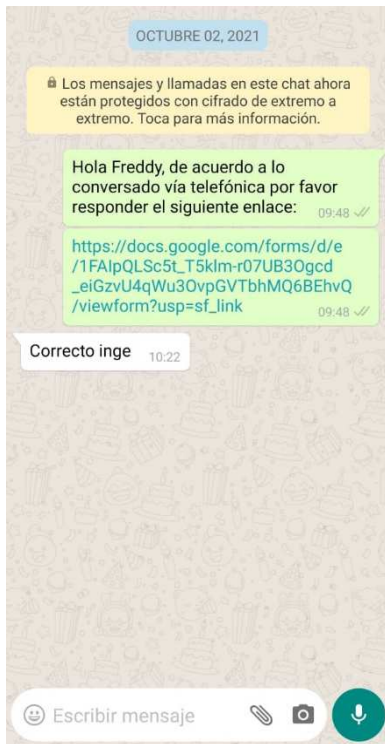 OCTUBRE 02, 2021
Los mensajes y llamadas en este chat ahora
están protegidos con cifrado de extremo a
extremo. Toca para más información.
Hola Freddy, de acuerdo a lo
conversado vía telefónica por favor
responder el siguiente enlace: 09:48
https://docs.google.com/forms/d/e
/1FAIpQLSc5t_T5klm-r07UB3Ogcd
_eiGzvU4qWu3OvpGVTbhMQ6BEhvQ
/viewform?usp=sf_link 09:48
Correcto inge 10:22
Escribir mensaje